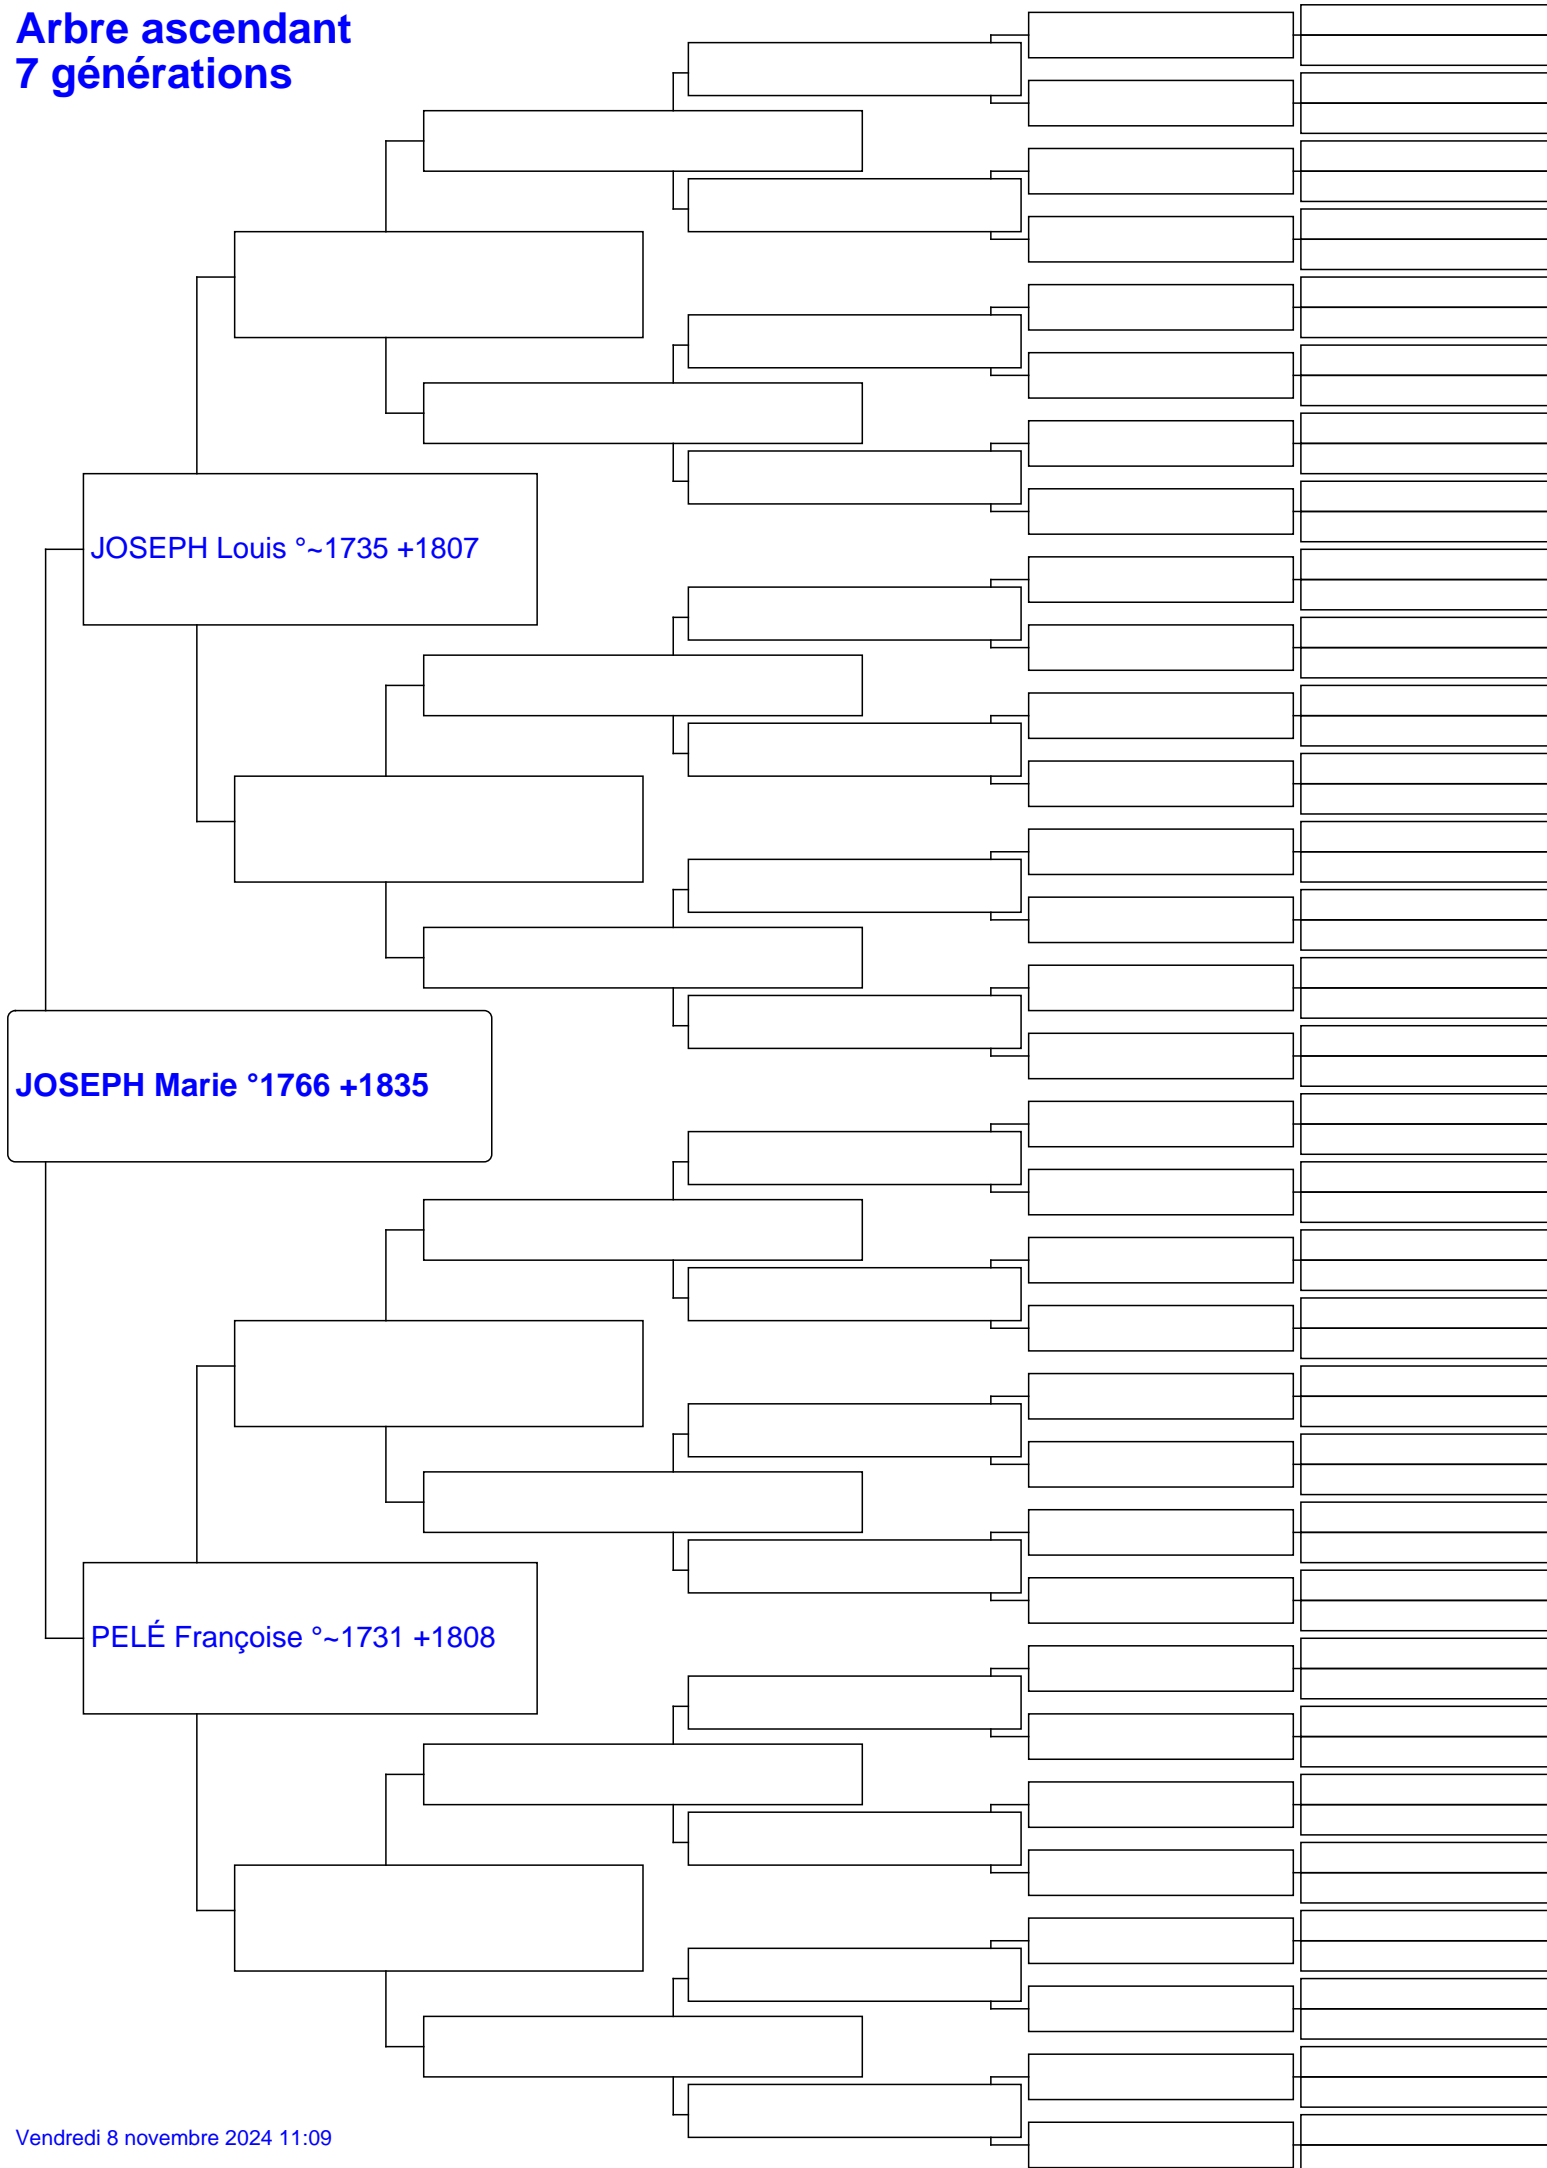 Arbre ascendant
7 générations
JOSEPH Louis °~1735 +1807
JOSEPH Marie °1766 +1835
PELÉ Françoise °~1731 +1808
Vendredi 8 novembre 2024 11:09